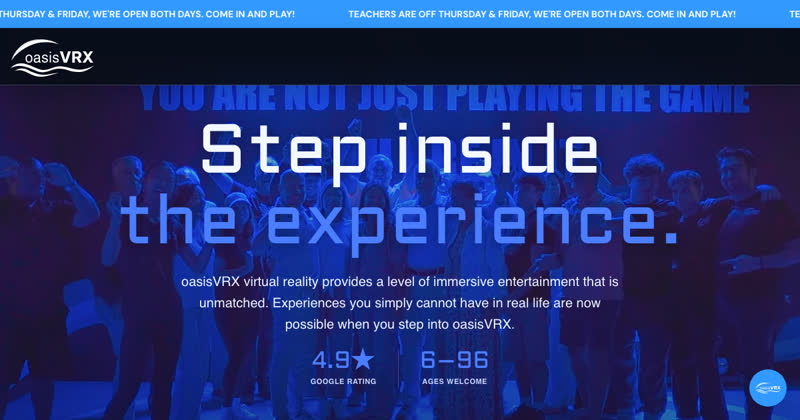 THURSDAY & FRIDAY, WE'RE OPEN BOTH DAYS. COME IN AND PLAY! TEACHERS ARE OFF THURSDAY & FRIDAY, WE'RE OPEN BOTH DAYS. COME IN AND PLAY!
oasisVRX
YOU ARE NOT JUST PLAYING THE GAME
Step inside
the experience.
oasisVRX virtual reality provides a level of immersive entertainment that is
unmatched. Experiences you simply cannot have in real life are now
possible when you step into oasisVRX.
4.9★ 6–96
GOOGLE RATING AGES WELCOME